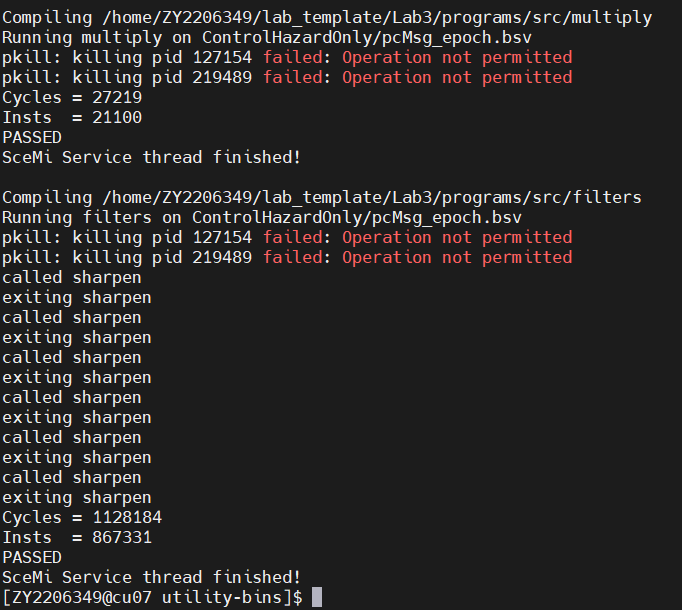 Compiling /home/ZY2206349/lab_template/Lab3/programs/src/multiply
Running multiply on ControlHazardOnly/pcMsg_epoch.bsv
pkill: killing pid 127154 failed: Operation not permitted
pkill: killing pid 219489 failed: Operation not permitted
Cycles = 27219
Insts  = 21100
PASSED
SceMi Service thread finished!

Compiling /home/ZY2206349/lab_template/Lab3/programs/src/filters
Running filters on ControlHazardOnly/pcMsg_epoch.bsv
pkill: killing pid 127154 failed: Operation not permitted
pkill: killing pid 219489 failed: Operation not permitted
called sharpen
exiting sharpen
called sharpen
exiting sharpen
called sharpen
exiting sharpen
called sharpen
exiting sharpen
called sharpen
exiting sharpen
called sharpen
exiting sharpen
Cycles = 1128184
Insts  = 867331
PASSED
SceMi Service thread finished!
[ZY2206349@cu07 utility-bins]$